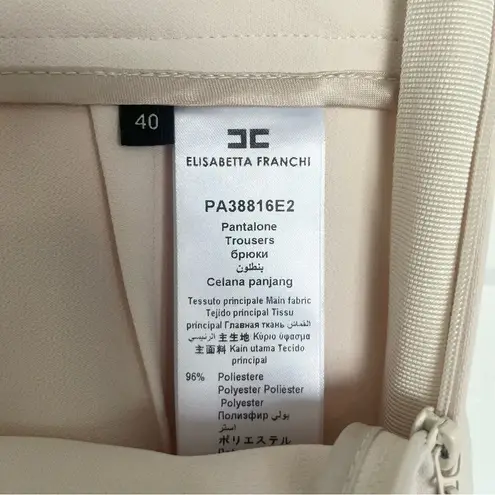 40
ELISABETTA FRANCHI
PA38816E2
Pantalone
Trousers
брюки
بنطلون
Celana panjang
Tessuto principale Main fabric
Tejido principal Tissu
principal Главная ткань القماش
الرئيسي 主生地 Κύριο ύφασμα
主面料 Kain utama Tecido
principal
96% Poliestere
Polyester Poliéster
Polyester
Полиэфир بولي
استر
ポリエステル